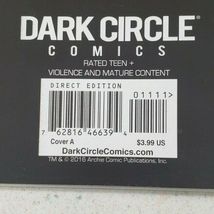 DARK CIRCLE®
COMICS
RATED TEEN +
VIOLENCE AND MATURE CONTENT
DIRECT EDITION
01111>
7 62816 46639 4
Cover A $3.99 US
DarkCircleComics.com
TM & © 2016 Archie Comic Publications, Inc.